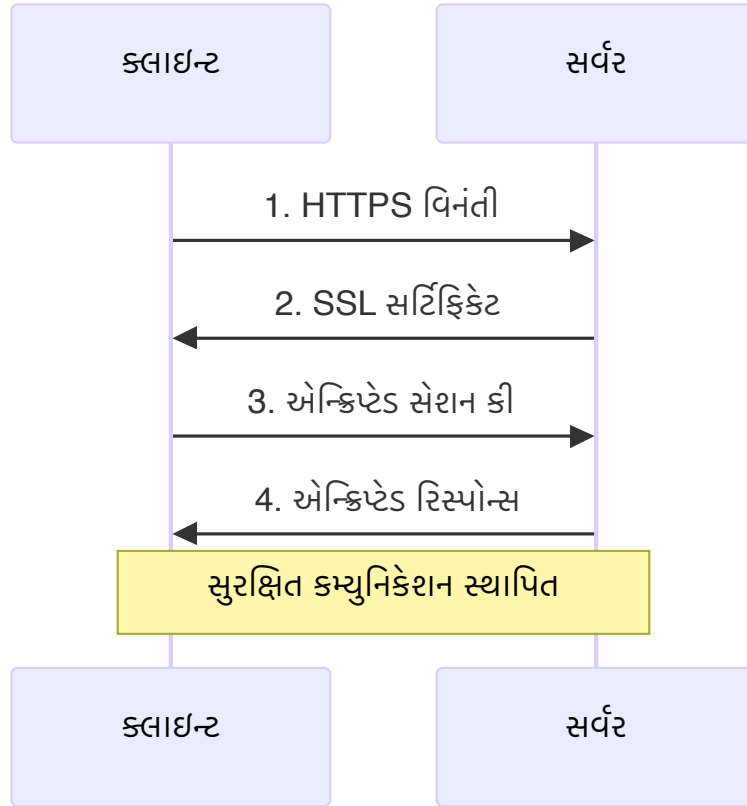 ક્લાઇન્ટ
સર્વર
1. HTTPS વિનંતી
2. SSL સર્ટિફિકેટ
3. એન્ક્રિપ્ટેડ સેશન કી
4. એન્ક્રિપ્ટેડ રિસ્પોન્સ
સુરક્ષિત કમ્યુનિકેશન સ્થાપિત
ક્લાઇન્ટ
સર્વર